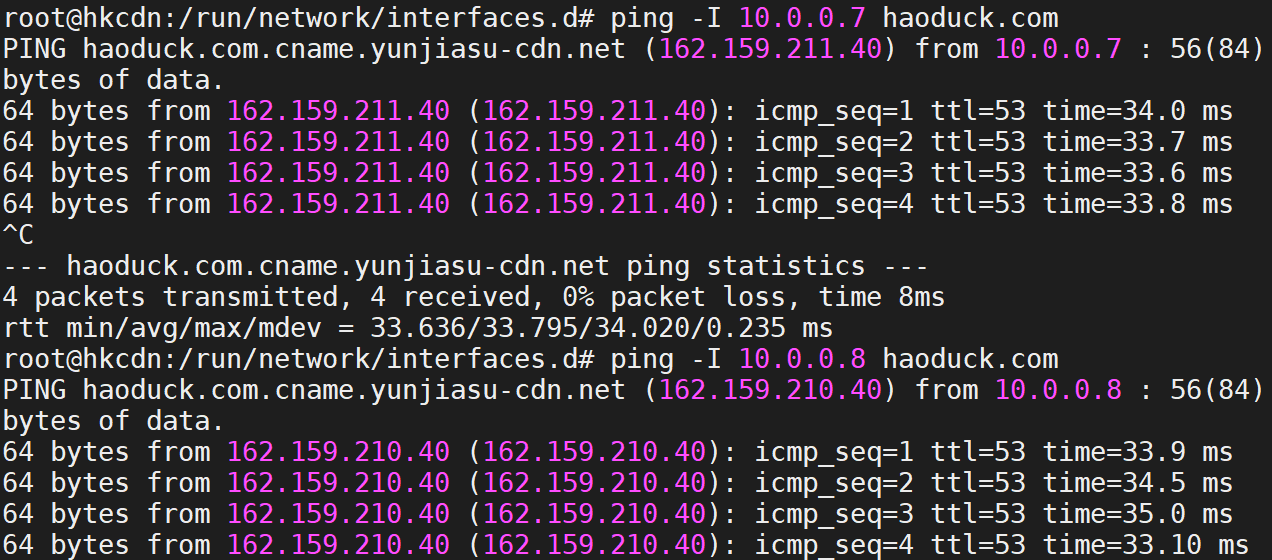 root@hkcdn:/run/network/interfaces.d# ping -I 10.0.0.7 haoduck.com
PING haoduck.com.cname.yunjiasu-cdn.net (162.159.211.40) from 10.0.0.7 : 56(84)
bytes of data.
64 bytes from 162.159.211.40 (162.159.211.40): icmp_seq=1 ttl=53 time=34.0 ms
64 bytes from 162.159.211.40 (162.159.211.40): icmp_seq=2 ttl=53 time=33.7 ms
64 bytes from 162.159.211.40 (162.159.211.40): icmp_seq=3 ttl=53 time=33.6 ms
64 bytes from 162.159.211.40 (162.159.211.40): icmp_seq=4 ttl=53 time=33.8 ms
^C
--- haoduck.com.cname.yunjiasu-cdn.net ping statistics ---
4 packets transmitted, 4 received, 0% packet loss, time 8ms
rtt min/avg/max/mdev = 33.636/33.795/34.020/0.235 ms
root@hkcdn:/run/network/interfaces.d# ping -I 10.0.0.8 haoduck.com
PING haoduck.com.cname.yunjiasu-cdn.net (162.159.210.40) from 10.0.0.8 : 56(84)
bytes of data.
64 bytes from 162.159.210.40 (162.159.210.40): icmp_seq=1 ttl=53 time=33.9 ms
64 bytes from 162.159.210.40 (162.159.210.40): icmp_seq=2 ttl=53 time=34.5 ms
64 bytes from 162.159.210.40 (162.159.210.40): icmp_seq=3 ttl=53 time=35.0 ms
64 bytes from 162.159.210.40 (162.159.210.40): icmp_seq=4 ttl=53 time=33.10 ms